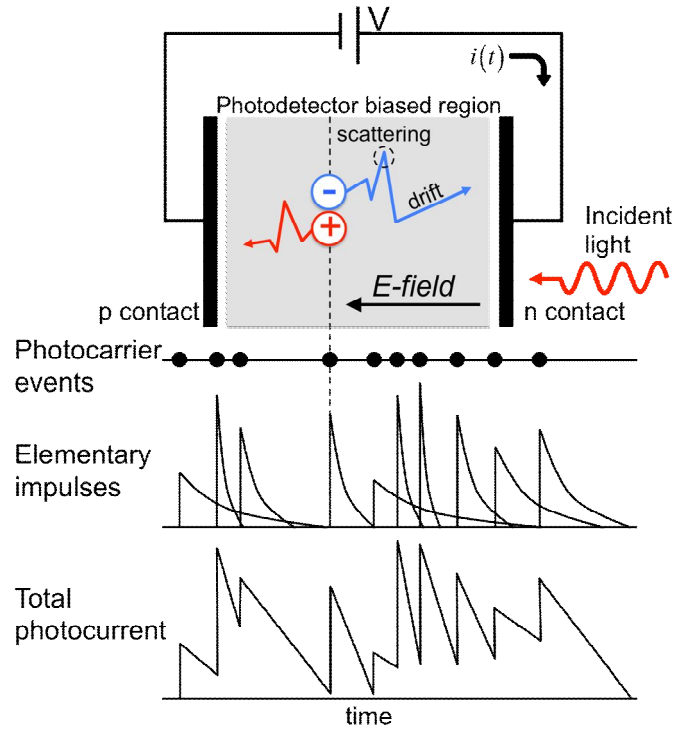 V
i(t)
Photodetector biased region
scattering
-
drift
+
Incident
light
E-field
p contact
n contact
Photocarrier
events
Elementary
impulses
Total
photocurrent
time